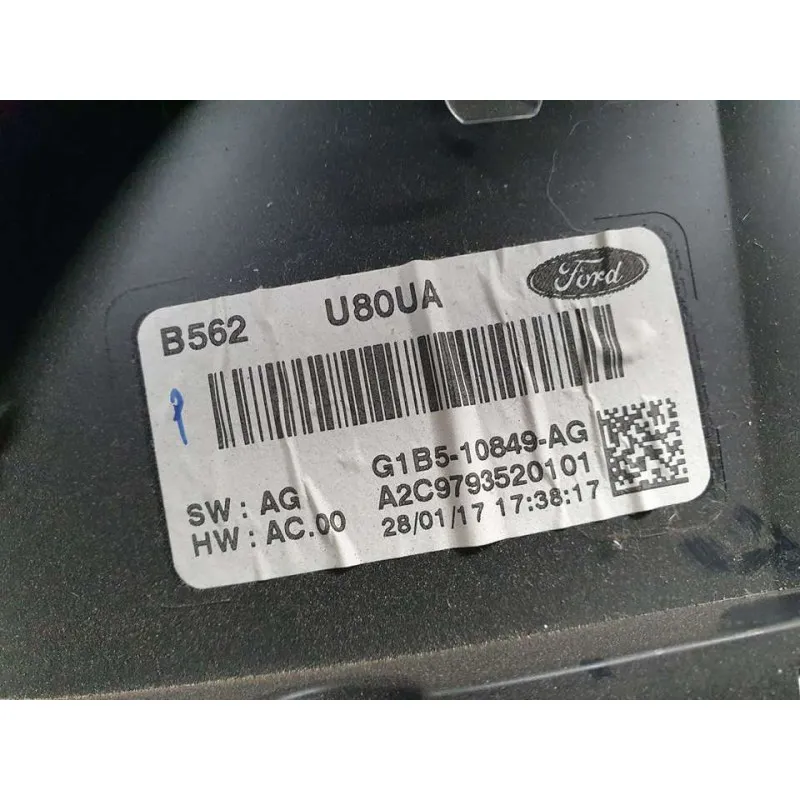 B562 U80UA Ford
G1B5-10849-AG
SW : AG A2C9793520101
HW : AC.00 28/01/17 17:38:17